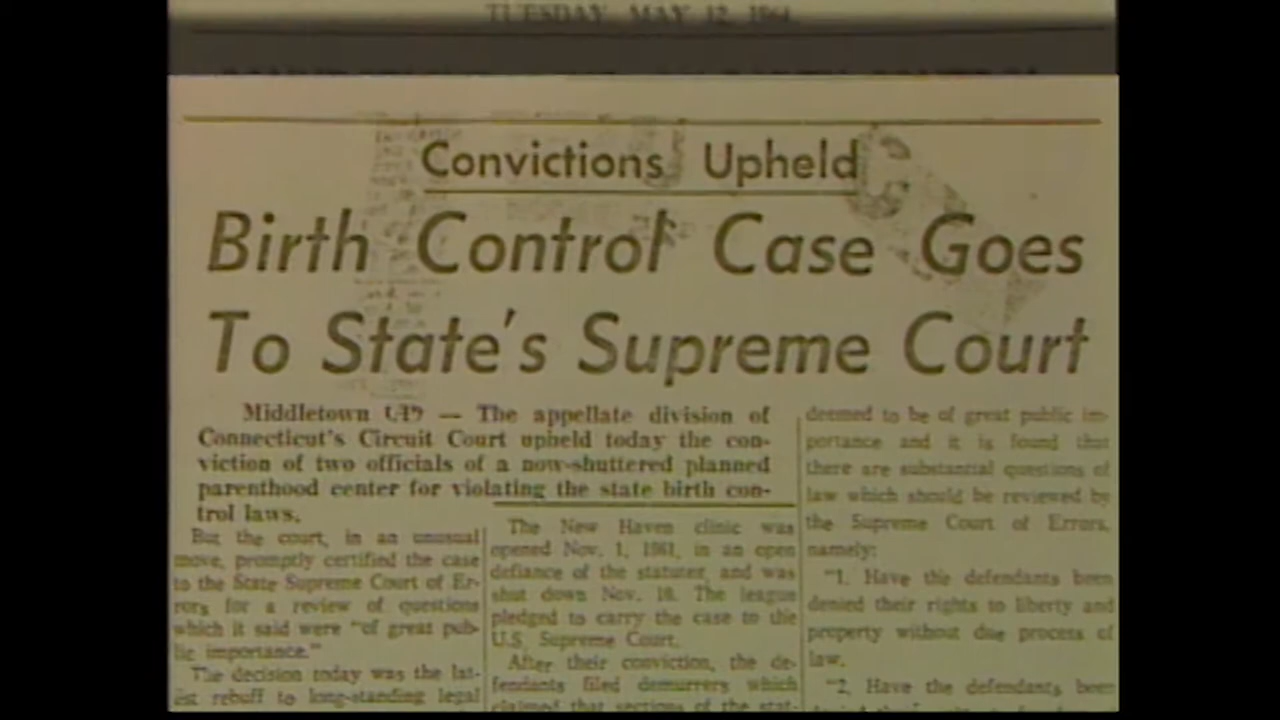 TUESDAY, MAY 12, 1964
Convictions Upheld
Birth Control Case Goes
To State's Supreme Court
Middletown — The appellate division of
Connecticut's Circuit Court upheld today the con-
viction of two officials of a now-shuttered planned
parenthood center for violating the state birth con-
trol laws.
But the court, in an unusual
move, promptly certified the case
to the State Supreme Court of Er-
rors for a review of questions
which it said were "of great pub-
lic importance."
The decision today was the lat-
est rebuff to long-standing legal
The New Haven clinic was
opened Nov. 1, 1961, in an open
defiance of the statutes, and was
shut down Nov. 10. The league
pledged to carry the case to the
U.S. Supreme Court.
After their conviction, the de-
fendants filed demurrers which
claimed that sections of the stat-
deemed to be of great public im-
portance and it is found that
there are substantial questions of
law which should be reviewed by
the Supreme Court of Errors,
namely:
"1. Have the defendants been
denied their rights to liberty and
property without due process of
law.
"2. Have the defendants been